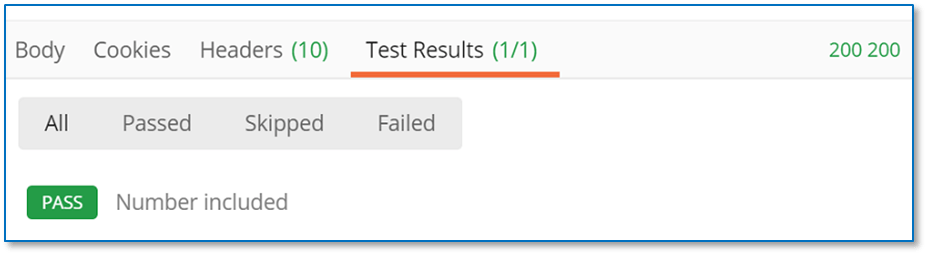 Body Cookies Headers (10) Test Results (1/1) 200 200
All Passed Skipped Failed
PASS Number included